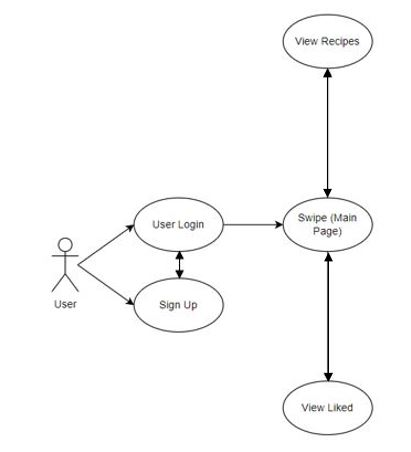 View Recipes
User Login
Swipe (Main
Page)
User
Sign Up
View Liked